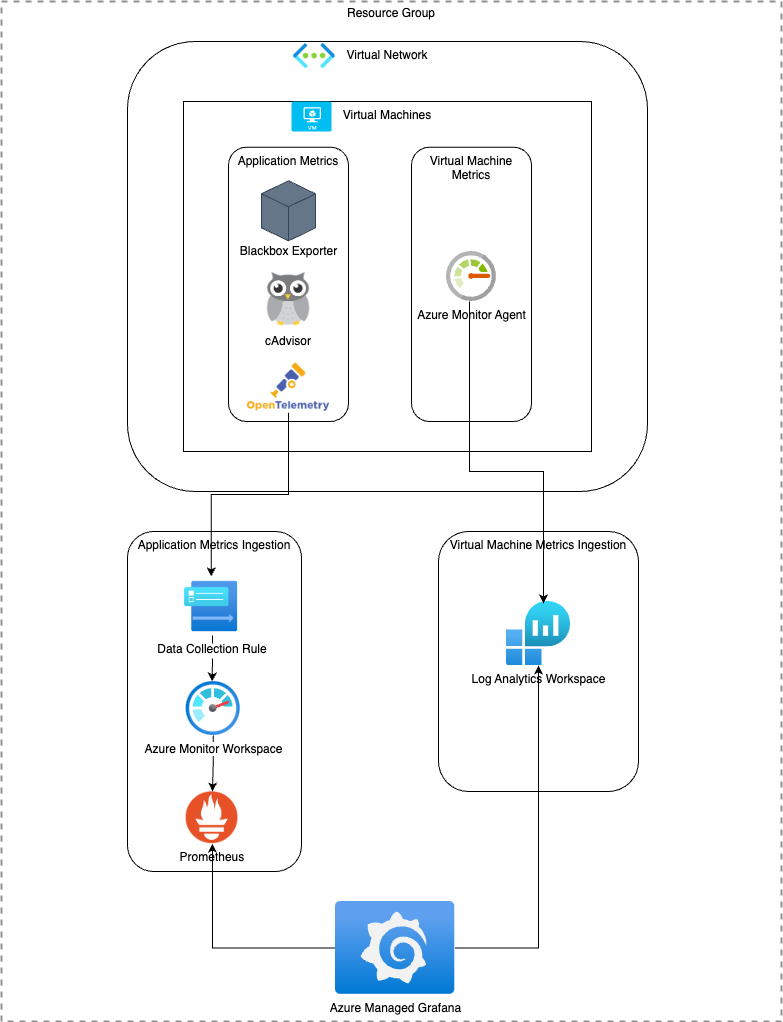 Resource Group
Virtual Network
VM
Virtual Machines
Application Metrics
Blackbox Exporter
cAdvisor
OpenTelemetry
Virtual Machine
Metrics
Azure Monitor Agent
Application Metrics Ingestion
Data Collection Rule
Azure Monitor Workspace
Prometheus
Virtual Machine Metrics Ingestion
Log Analytics Workspace
Azure Managed Grafana